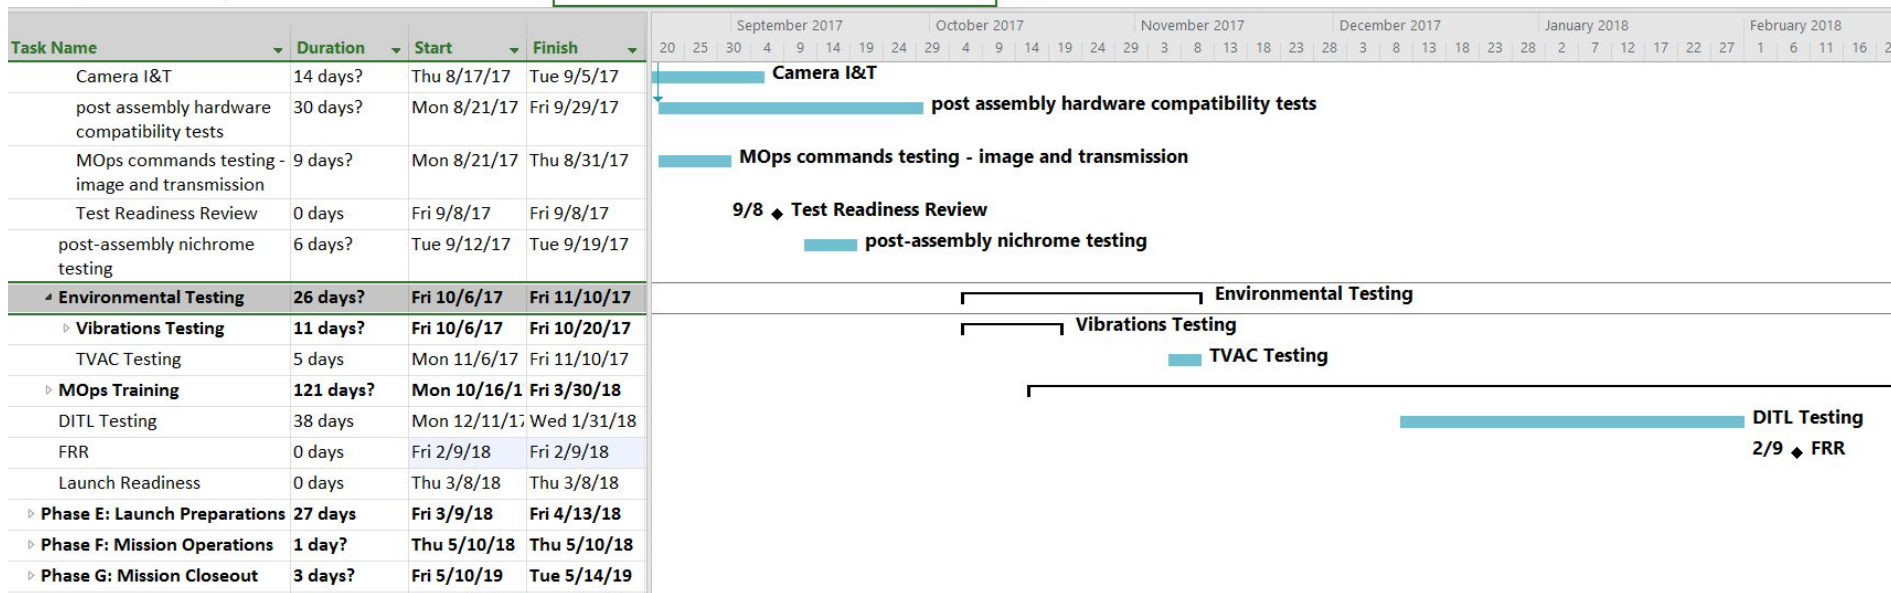 September 2017 October 2017 November 2017 December 2017 January 2018 February 2018
Task Name Duration Start Finish 20 25 30 4 9 14 19 24 29 4 9 14 19 24 29 3 8 13 18 23 28 3 8 13 18 23 28 2 7 12 17 22 27 1 6 11 16
Camera I&T 14 days? Thu 8/17/17 Tue 9/5/17 Camera I&T
post assembly hardware 30 days? Mon 8/21/17 Fri 9/29/17 post assembly hardware compatibility tests
compatibility tests
MOps commands testing - 9 days? Mon 8/21/17 Thu 8/31/17 MOps commands testing - image and transmission
image and transmission
Test Readiness Review 0 days Fri 9/8/17 Fri 9/8/17 9/8 Test Readiness Review
post-assembly nichrome 6 days? Tue 9/12/17 Tue 9/19/17 post-assembly nichrome testing
testing
Environmental Testing 26 days? Fri 10/6/17 Fri 11/10/17 Environmental Testing
Vibrations Testing 11 days? Fri 10/6/17 Fri 10/20/17 Vibrations Testing
TVAC Testing 5 days Mon 11/6/17 Fri 11/10/17 TVAC Testing
MOps Training 121 days? Mon 10/16/1 Fri 3/30/18
DITL Testing 38 days Mon 12/11/17 Wed 1/31/18 DITL Testing
FRR 0 days Fri 2/9/18 Fri 2/9/18 2/9 FRR
Launch Readiness 0 days Thu 3/8/18 Thu 3/8/18
Phase E: Launch Preparations 27 days Fri 3/9/18 Fri 4/13/18
Phase F: Mission Operations 1 day? Thu 5/10/18 Thu 5/10/18
Phase G: Mission Closeout 3 days? Fri 5/10/19 Tue 5/14/19